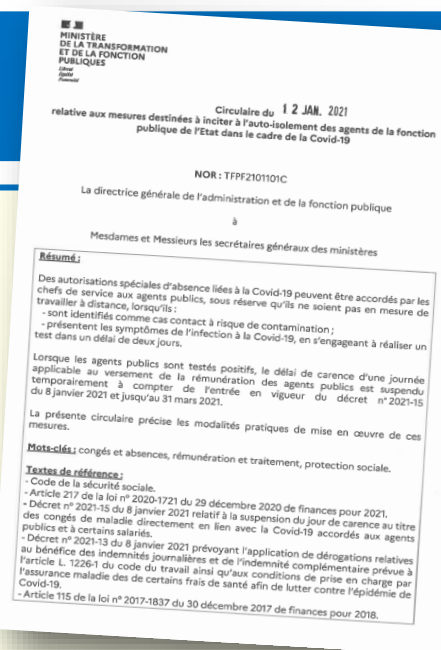 MINISTÈRE
DE LA TRANSFORMATION
ET DE LA FONCTION
PUBLIQUES
Liberté
Égalité
Fraternité
Circulaire du 12 JAN. 2021
relative aux mesures destinées à inciter à l'auto-isolement des agents de la fonction
publique de l'Etat dans le cadre de la Covid-19
NOR : TFPF2101101C
La directrice générale de l'administration et de la fonction publique
à
Mesdames et Messieurs les secrétaires généraux des ministères
Résumé :
Des autorisations spéciales d'absence liées à la Covid-19 peuvent être accordés par les
chefs de service aux agents publics, sous réserve qu'ils ne soient pas en mesure de
travailler à distance, lorsqu'ils :
- sont identifiés comme cas contact à risque de contamination ;
- présentent les symptômes de l'infection à la Covid-19, en s'engageant à réaliser un
test dans un délai de deux jours.
Lorsque les agents publics sont testés positifs, le délai de carence d'une journée
applicable au versement de la rémunération des agents publics est suspendu
temporairement à compter de l'entrée en vigueur du décret n° 2021-15
du 8 janvier 2021 et jusqu'au 31 mars 2021.
La présente circulaire précise les modalités pratiques de mise en œuvre de ces
mesures.
Mots-clés : congés et absences, rémunération et traitement, protection sociale.
Textes de référence :
- Code de la sécurité sociale.
- Article 217 de la loi n° 2020-1721 du 29 décembre 2020 de finances pour 2021.
- Décret n° 2021-15 du 8 janvier 2021 relatif à la suspension du jour de carence au titre
des congés de maladie directement en lien avec la Covid-19 accordés aux agents
publics et à certains salariés.
- Décret n° 2021-13 du 8 janvier 2021 prévoyant l'application de dérogations relatives
au bénéfice des indemnités journalières et de l'indemnité complémentaire prévue à
l'article L. 1226-1 du code du travail ainsi qu'aux conditions de prise en charge par
l'assurance maladie des de certains frais de santé afin de lutter contre l'épidémie de
Covid-19.
- Article 115 de la loi n° 2017-1837 du 30 décembre 2017 de finances pour 2018.